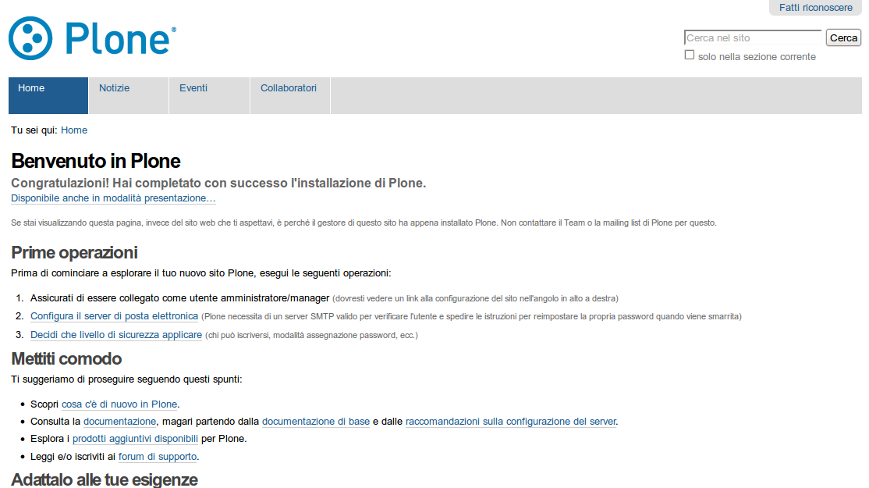 Fatti riconoscere
Plone®
Cerca nel sito
Cerca
solo nella sezione corrente
Home
Notizie
Eventi
Collaboratori
Tu sei qui: Home
Benvenuto in Plone
Congratulazioni! Hai completato con successo l'installazione di Plone.
Disponibile anche in modalità presentazione...
Se stai visualizzando questa pagina, invece del sito web che ti aspettavi, è perché il gestore di questo sito ha appena installato Plone. Non contattare il Team o la mailing list di Plone per questo.
Prime operazioni
Prima di cominciare a esplorare il tuo nuovo sito Plone, esegui le seguenti operazioni:
1. Assicurati di essere collegato come utente amministratore/manager (dovresti vedere un link alla configurazione del sito nell'angolo in alto a destra)
2. Configura il server di posta elettronica (Plone necessita di un server SMTP valido per verificare l'utente e spedire le istruzioni per reimpostare la propria password quando viene smarrita)
3. Decidi che livello di sicurezza applicare (chi può iscriversi, modalità assegnazione password, ecc.)
Mettiti comodo
Ti suggeriamo di proseguire seguendo questi spunti:
• Scopri cosa c'è di nuovo in Plone.
• Consulta la documentazione, magari partendo dalla documentazione di base e dalle raccomandazioni sulla configurazione del server.
• Esplora i prodotti aggiuntivi disponibili per Plone.
• Leggi e/o iscriviti ai forum di supporto.
Adattalo alle tue esigenze